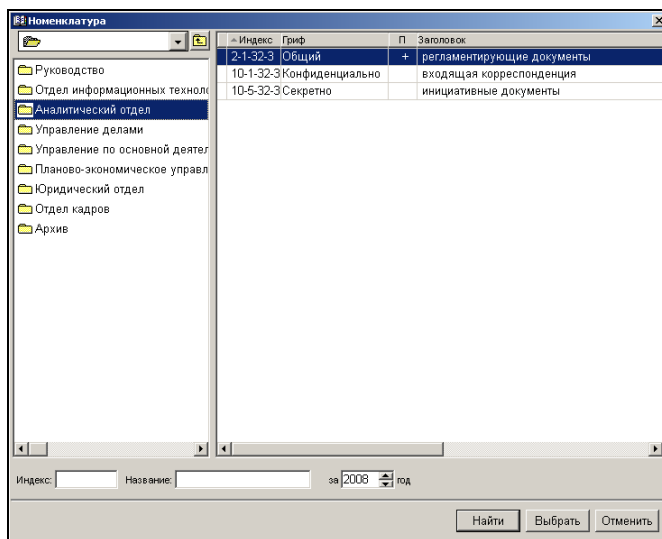 Номенклатура
Индекс Гриф П Заголовок
2-1-32-3 Общий + регламентирующие документы
10-1-32-3 Конфиденциально входящая корреспонденция
10-5-32-3 Секретно инициативные документы
Руководство
Отдел информационных техноло
Аналитический отдел
Управление делами
Управление по основной деятел
Планово-экономическое управл
Юридический отдел
Отдел кадров
Архив
Индекс: Название: за 2008 год
Найти Выбрать Отменить